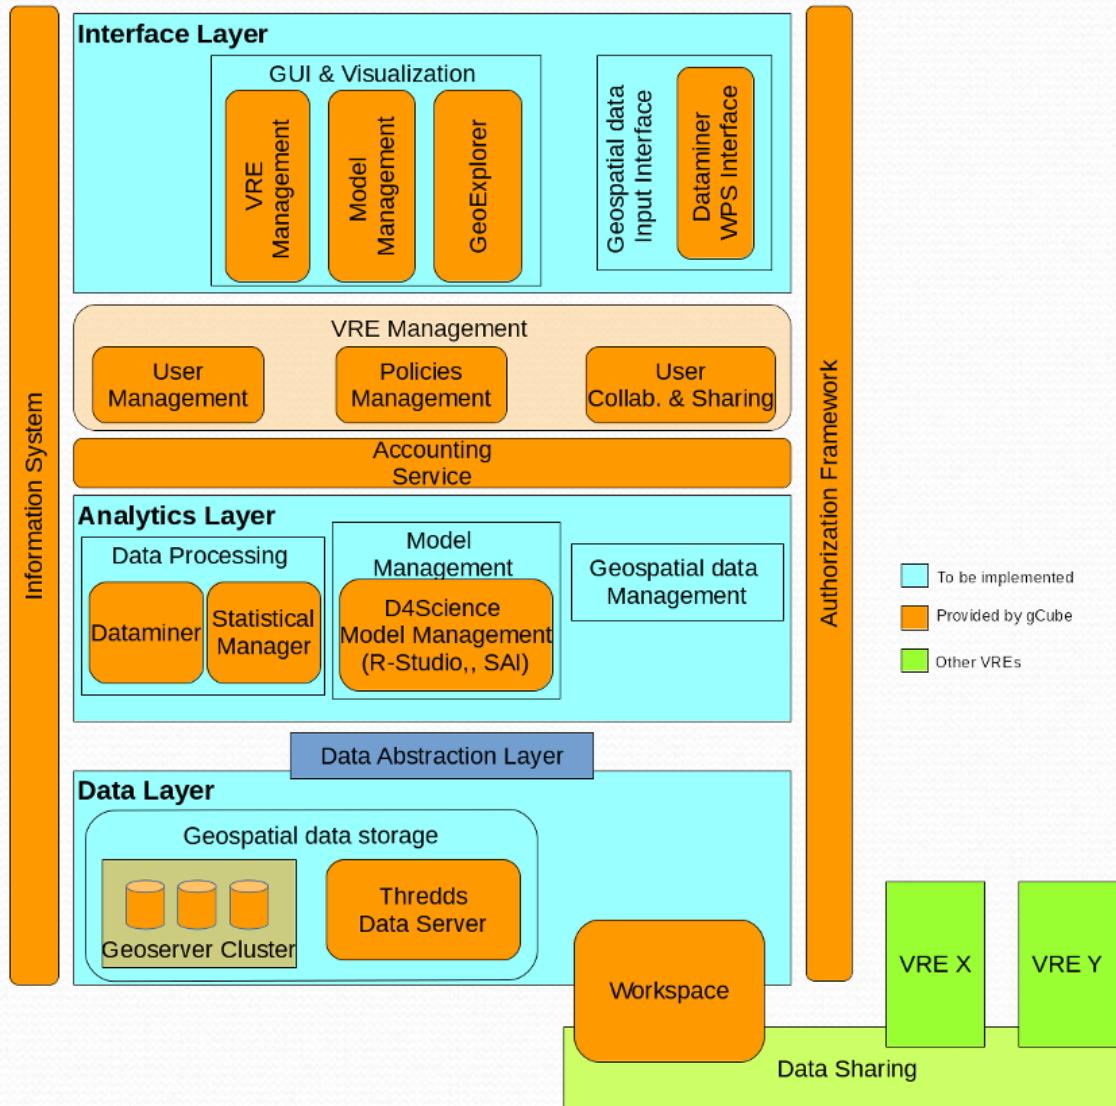 Interface Layer
GUI & Visualization
VRE
Management
Model
Management
GeoExplorer
Geospatial data
Input Interface
Dataminer
WPS Interface
VRE Management
User
Management
Policies
Management
User
Collab. & Sharing
Accounting
Service
Information System
Authorization Framework
Analytics Layer
Data Processing
Dataminer
Statistical
Manager
Model
Management
D4Science
Model Management
(R-Studio,, SAI)
Geospatial data
Management
To be implemented
Provided by gCube
Other VREs
Data Abstraction Layer
Data Layer
Geospatial data storage
Geoserver Cluster
Thredds
Data Server
Workspace
VRE X
VRE Y
Data Sharing